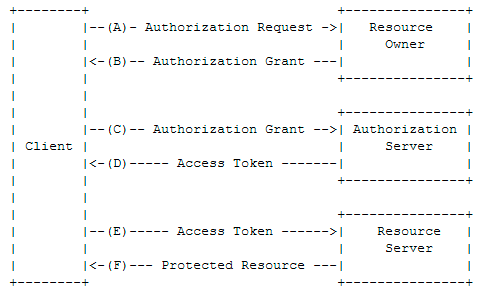 +--------+                               +---------------+
|        |--(A)- Authorization Request ->|   Resource    |
|        |                               |     Owner     |
|        |<-(B)-- Authorization Grant ---|               |
|        |                               +---------------+
|        |
|        |                               +---------------+
|        |--(C)-- Authorization Grant -->| Authorization |
| Client |                               |     Server    |
|        |<-(D)----- Access Token -------|               |
|        |                               +---------------+
|        |
|        |                               +---------------+
|        |--(E)----- Access Token ------>|    Resource   |
|        |                               |     Server    |
|        |<-(F)--- Protected Resource ---|               |
+--------+                               +---------------+